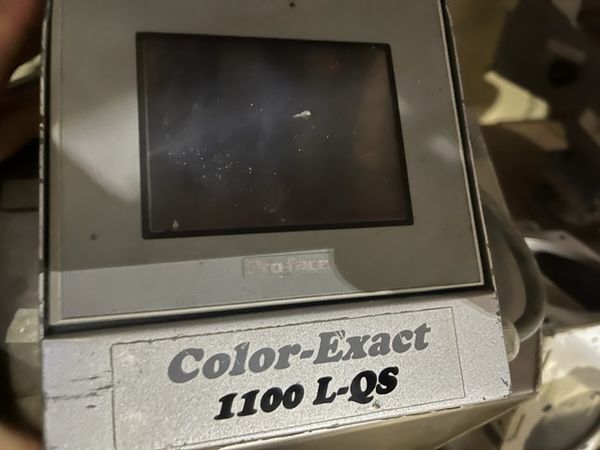 Pro-face
Color-Exact
1100 L-QS